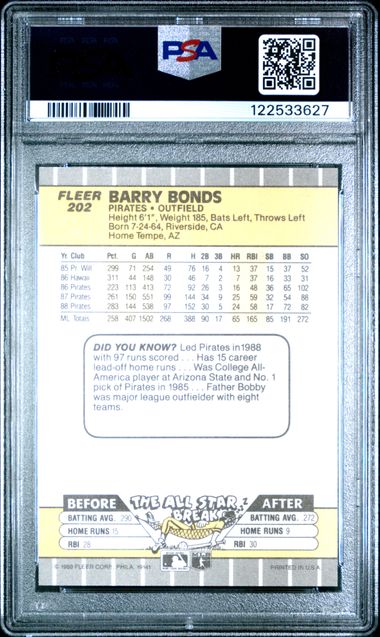 PSA
122533627
FLEER
202
BARRY BONDS
PIRATES • OUTFIELD
Height 6'1", Weight 185, Bats Left, Throws Left
Born 7-24-64, Riverside, CA
Home Tempe, AZ
Yr. Club Pct. G AB R H 2B 3B HR RBI SO BB SO
85 Pr. Will 299 71 254 49 76 16 4 13 37 15 37 52
86 Hawaii 311 44 148 30 46 7 2 7 37 16 33 31
86 Pirates 223 113 413 72 92 26 3 16 48 36 65 102
87 Pirates 261 150 551 99 144 34 9 25 59 32 54 88
88 Pirates 283 144 538 97 152 30 5 24 58 17 72 82
ML Totals 258 407 1502 268 388 90 17 65 165 85 191 272
DID YOU KNOW? Led Pirates in 1988
with 97 runs scored . . . Has 15 career
lead-off home runs . . . Was College All-
America player at Arizona State and No. 1
pick of Pirates in 1985 . . . Father Bobby
was major league outfielder with eight
teams.
BEFORE THE ALL STAR BREAK AFTER
BATTING AVG. 290 BATTING AVG. 272
HOME RUNS 15 HOME RUNS 9
RBI 28 RBI 30
© 1989 FLEER CORP., PHILA. 19141 PRINTED IN U.S.A.